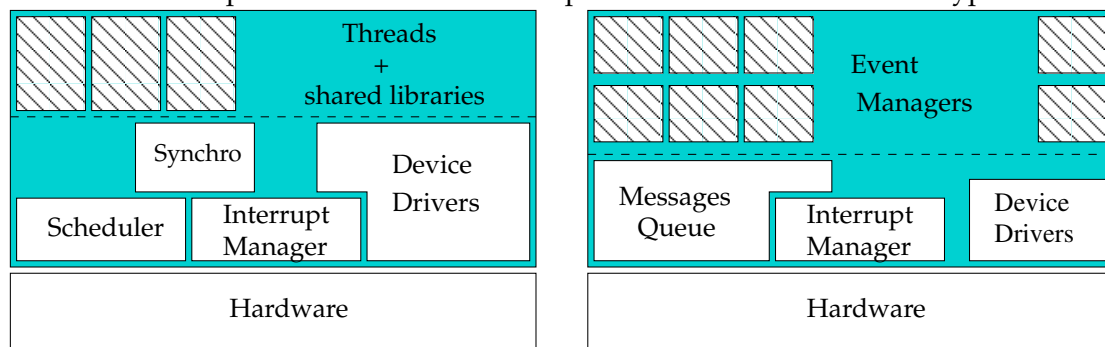 Threads
+
shared libraries
Synchro
Device
Drivers
Scheduler
Interrupt
Manager
Hardware
Event
Managers
Messages
Queue
Interrupt
Manager
Device
Drivers
Hardware